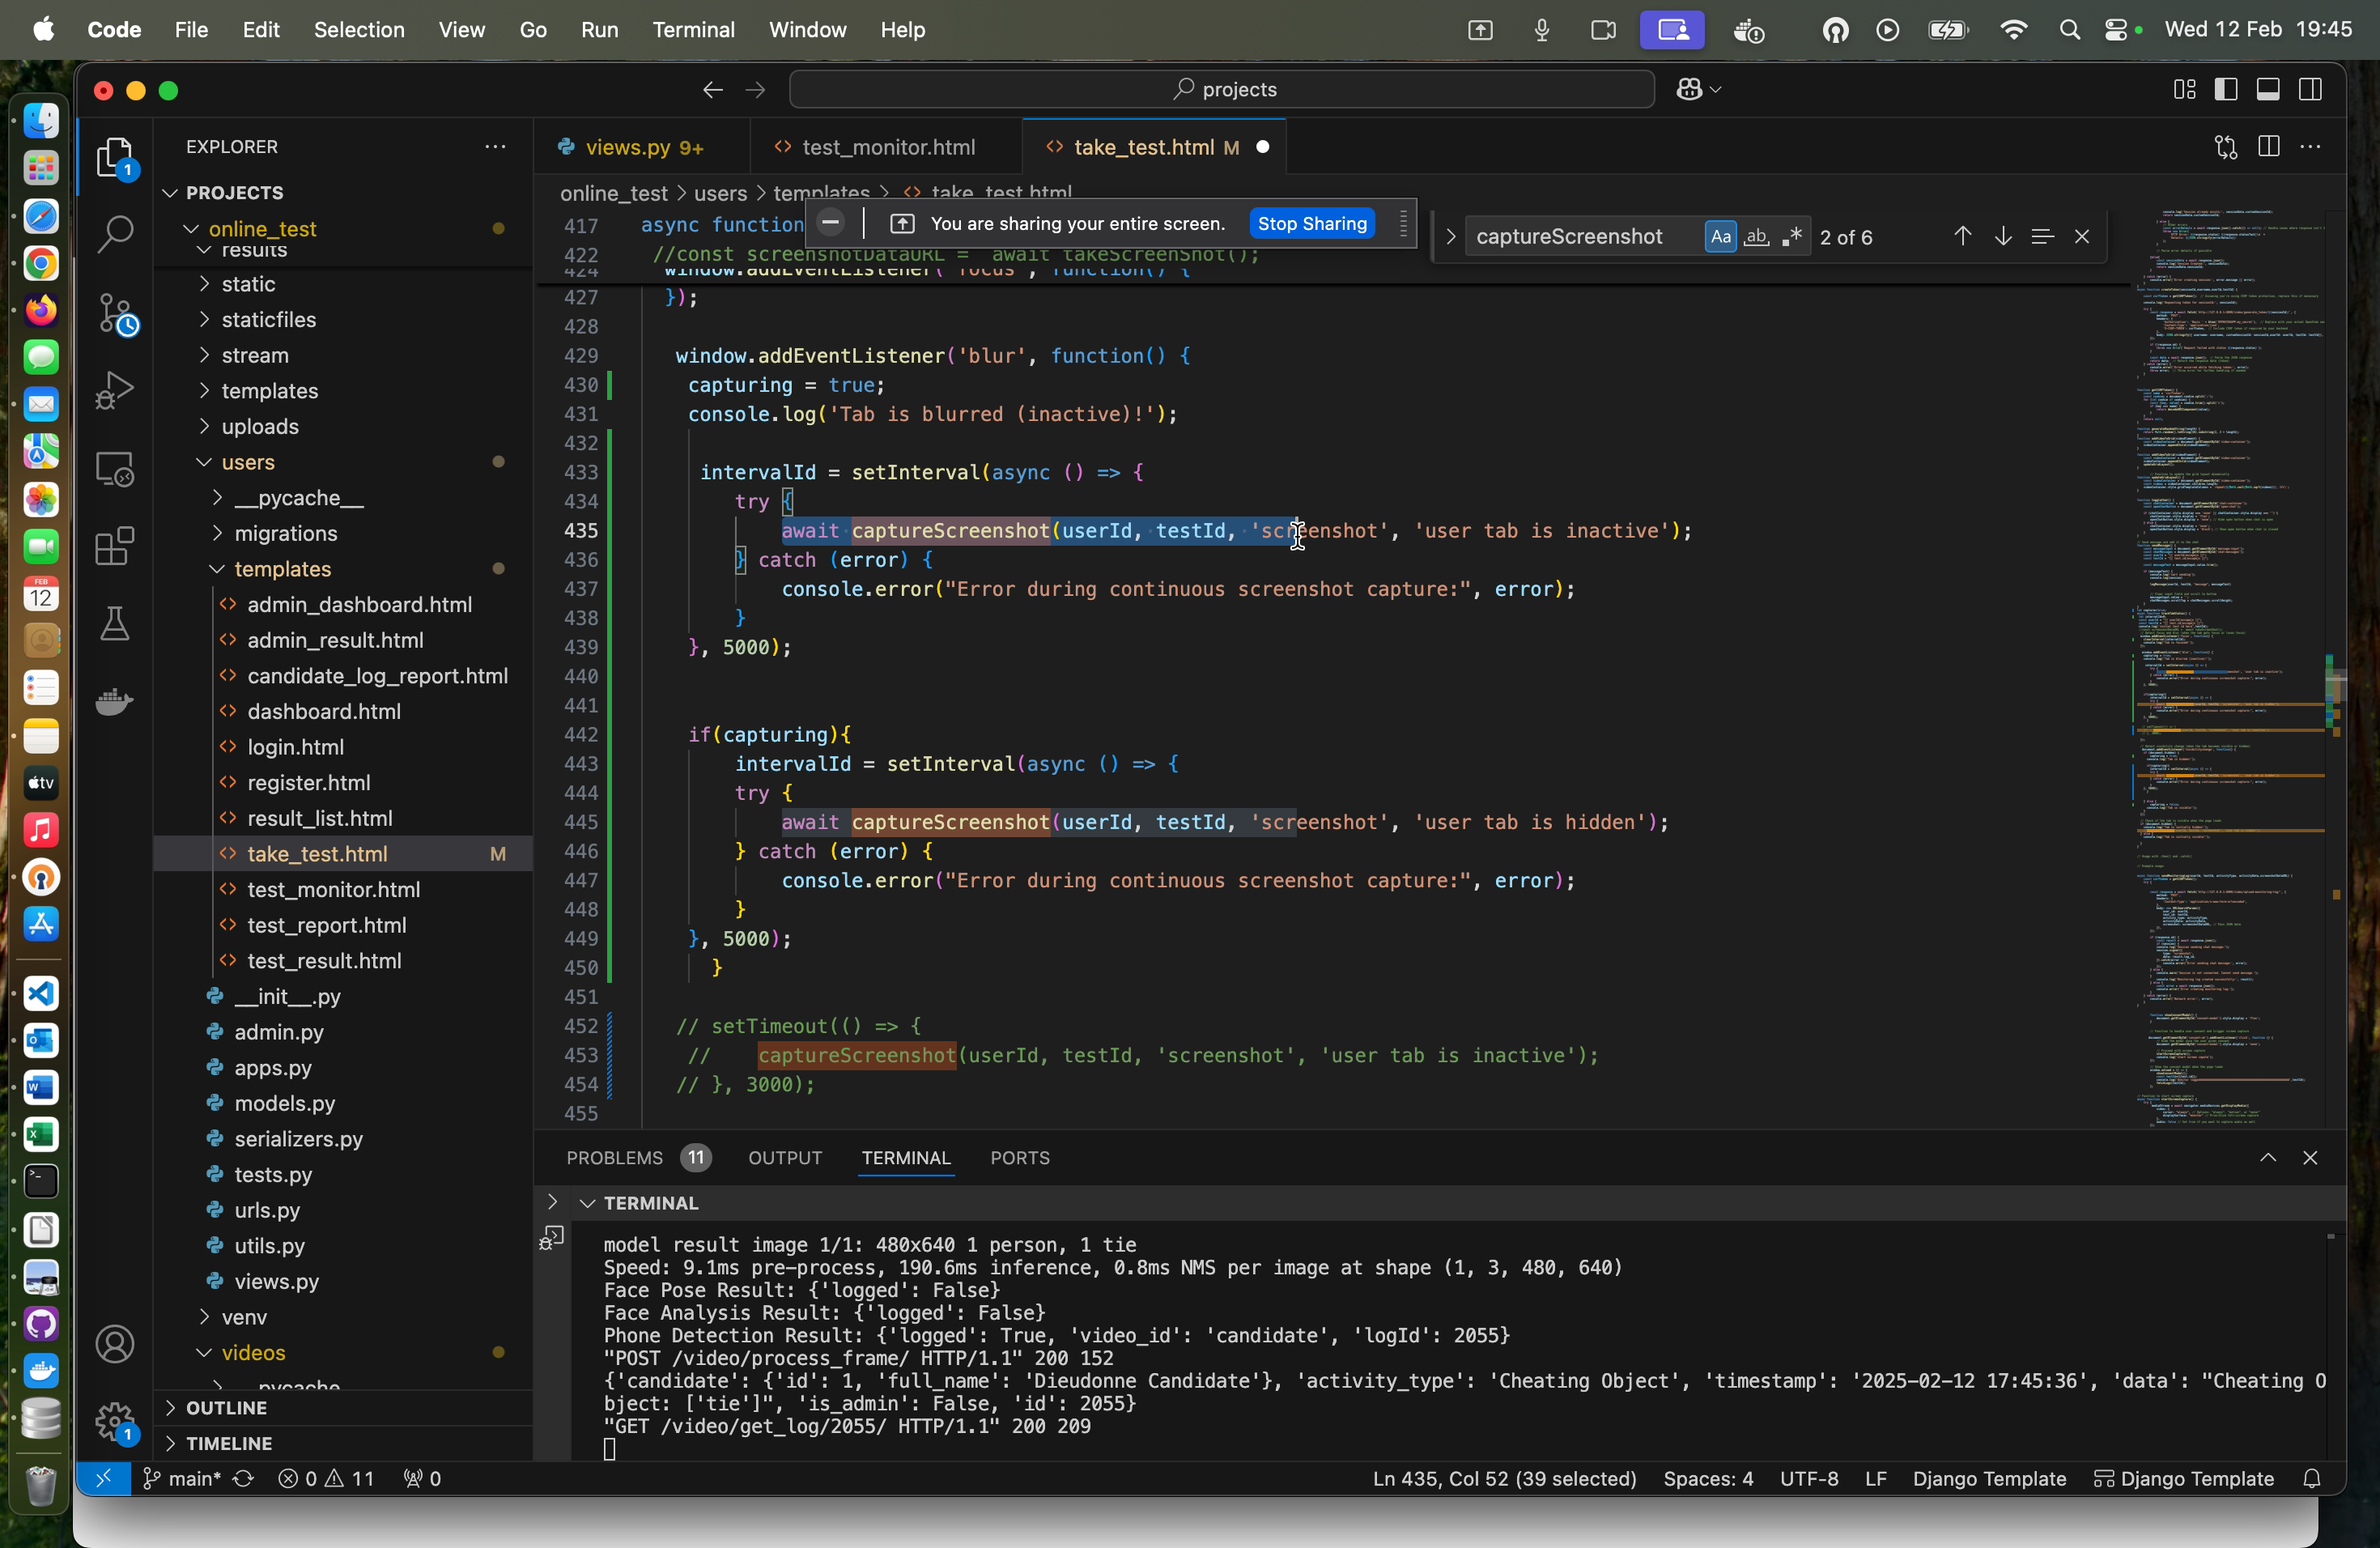 Code File Edit Selection View Go Run Terminal Window Help
Wed 12 Feb 19:45
projects
EXPLORER
PROJECTS
online_test
results
static
staticfiles
stream
templates
uploads
users
__pycache__
migrations
templates
admin_dashboard.html
admin_result.html
candidate_log_report.html
dashboard.html
login.html
register.html
result_list.html
take_test.html M
test_monitor.html
test_report.html
test_result.html
__init__.py
admin.py
apps.py
models.py
serializers.py
tests.py
urls.py
utils.py
views.py
venv
videos
__pycache__
OUTLINE
TIMELINE
views.py 9+
test_monitor.html
take_test.html M
online_test > users > templates > take_test.html
You are sharing your entire screen. Stop Sharing
captureScreenshot Aa ab .* 2 of 6
417 async function
422 //const screenshotDataURL = await takeScreenShot();
424 window.addEventListener('focus', function() {
427 });
428
429 window.addEventListener('blur', function() {
430 capturing = true;
431 console.log('Tab is blurred (inactive)!');
432
433 intervalId = setInterval(async () => {
434 try {
435 await captureScreenshot(userId, testId, 'screenshot', 'user tab is inactive');
436 } catch (error) {
437 console.error("Error during continuous screenshot capture:", error);
438 }
439 }, 5000);
440
441
442 if(capturing){
443 intervalId = setInterval(async () => {
444 try {
445 await captureScreenshot(userId, testId, 'screenshot', 'user tab is hidden');
446 } catch (error) {
447 console.error("Error during continuous screenshot capture:", error);
448 }
449 }, 5000);
450 }
451
452 // setTimeout(() => {
453 // captureScreenshot(userId, testId, 'screenshot', 'user tab is inactive');
454 // }, 3000);
455
PROBLEMS 11 OUTPUT TERMINAL PORTS
TERMINAL
model result image 1/1: 480x640 1 person, 1 tie
Speed: 9.1ms pre-process, 190.6ms inference, 0.8ms NMS per image at shape (1, 3, 480, 640)
Face Pose Result: {'logged': False}
Face Analysis Result: {'logged': False}
Phone Detection Result: {'logged': True, 'video_id': 'candidate', 'logId': 2055}
"POST /video/process_frame/ HTTP/1.1" 200 152
{'candidate': {'id': 1, 'full_name': 'Dieudonne Candidate'}, 'activity_type': 'Cheating Object', 'timestamp': '2025-02-12 17:45:36', 'data': "Cheating O
bject: ['tie']", 'is_admin': False, 'id': 2055}
"GET /video/get_log/2055/ HTTP/1.1" 200 209
main* 0 11 0
Ln 435, Col 52 (39 selected) Spaces: 4 UTF-8 LF Django Template Django Template
FEB
12
tv
1
1